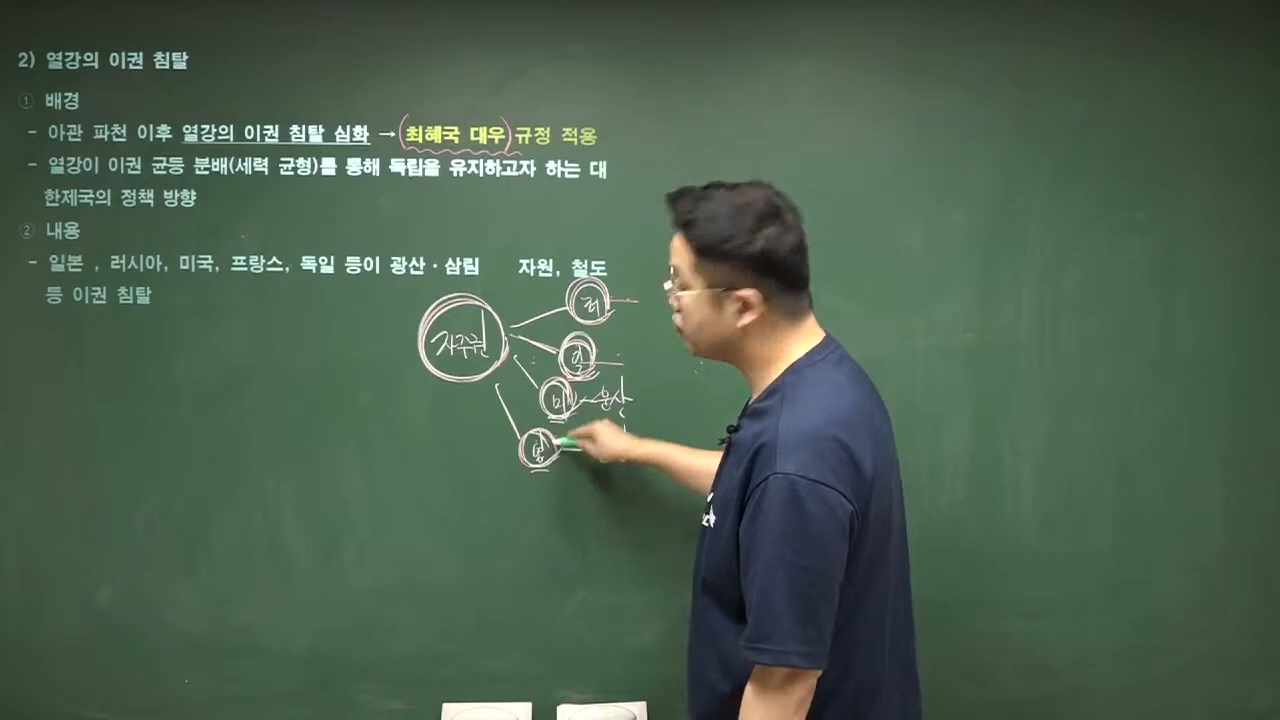 2) 열강의 이권 침탈
① 배경
- 아관 파천 이후 열강의 이권 침탈 심화 → (최혜국 대우) 규정 적용
- 열강이 이권 균등 분배(세력 균형)를 통해 독립을 유지하고자 하는 대
한제국의 정책 방향
② 내용
- 일본 , 러시아, 미국, 프랑스, 독일 등이 광산 · 삼림 자원, 철도
등 이권 침탈
자주권
러
일
미 운산
영